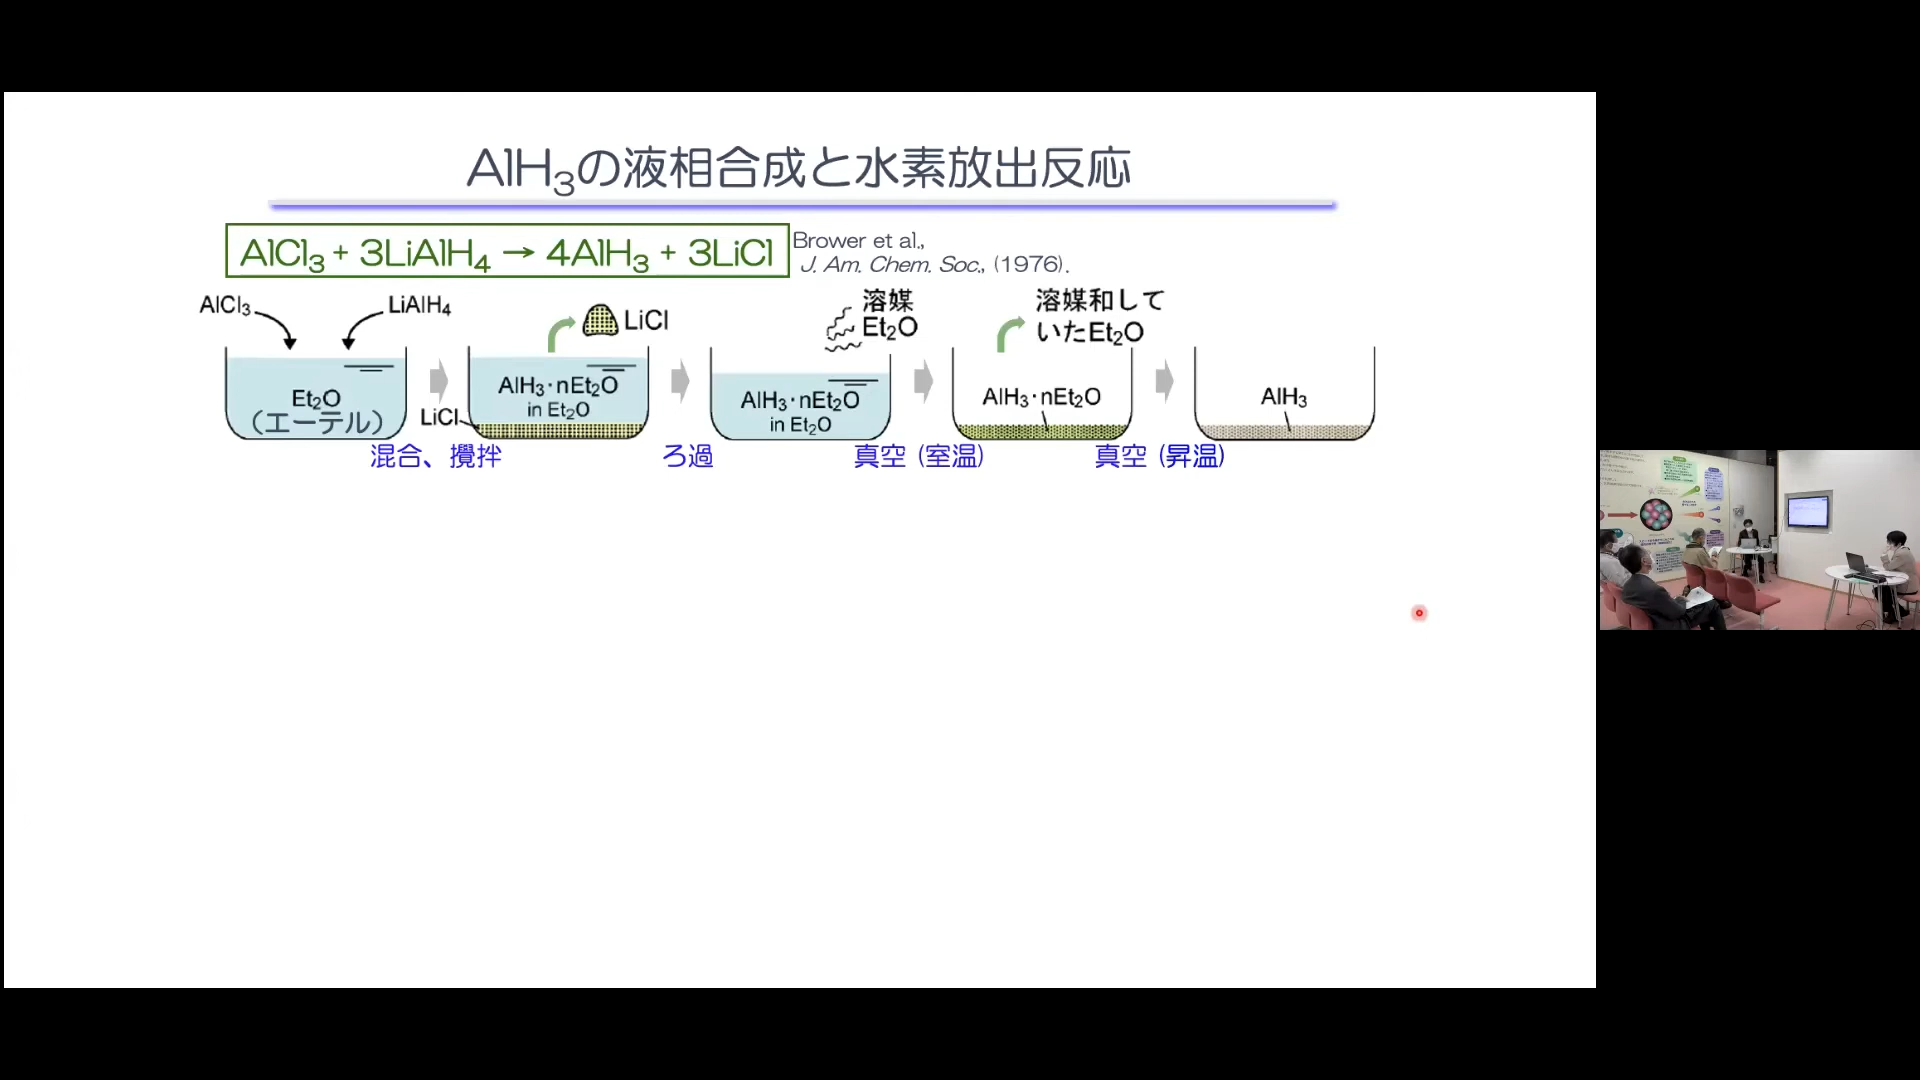 AlH₃の液相合成と水素放出反応
AlCl₃ + 3LiAlH₄ → 4AlH₃ + 3LiCl
Brower et al.,
J. Am. Chem. Soc., (1976).
AlCl₃
LiAlH₄
Et₂O
（エーテル）
混合、攪拌
LiCl
AlH₃·nEt₂O
in Et₂O
LiCl
ろ過
溶媒
Et₂O
AlH₃·nEt₂O
in Et₂O
真空 (室温)
溶媒和して
いたEt₂O
AlH₃·nEt₂O
真空 (昇温)
AlH₃